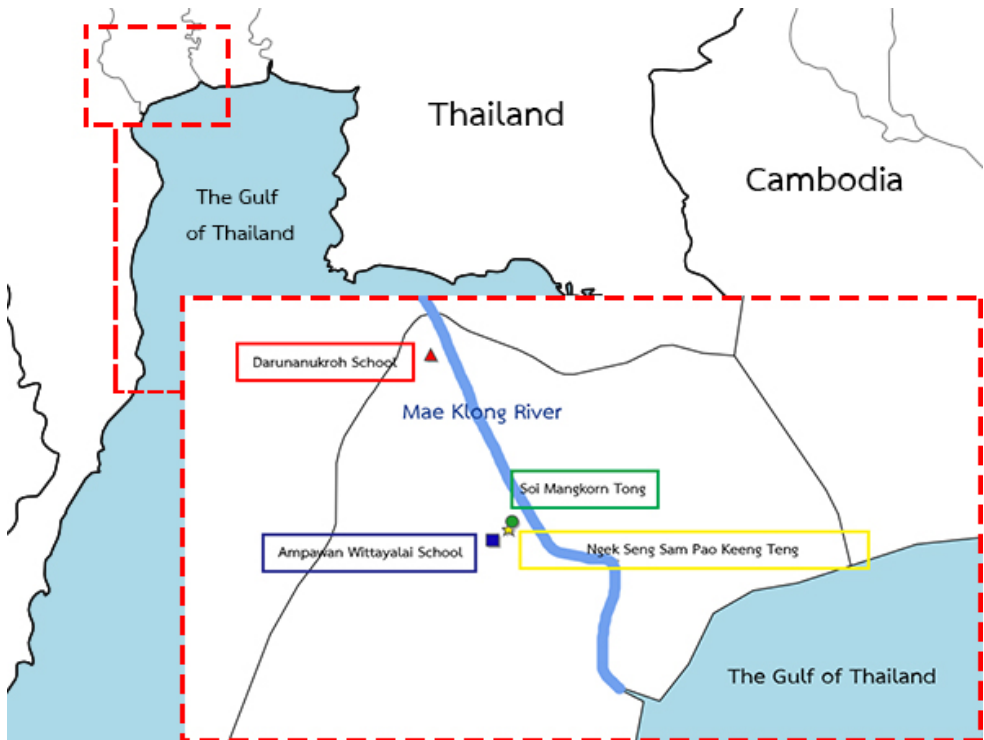 Thailand
Cambodia
The Gulf
of Thailand
Darunanukroh School
Mae Klong River
Soi Mangkorn Tong
Ampawan Wittayalai School
Ngek Seng Sam Pao Keeng Teng
The Gulf of Thailand